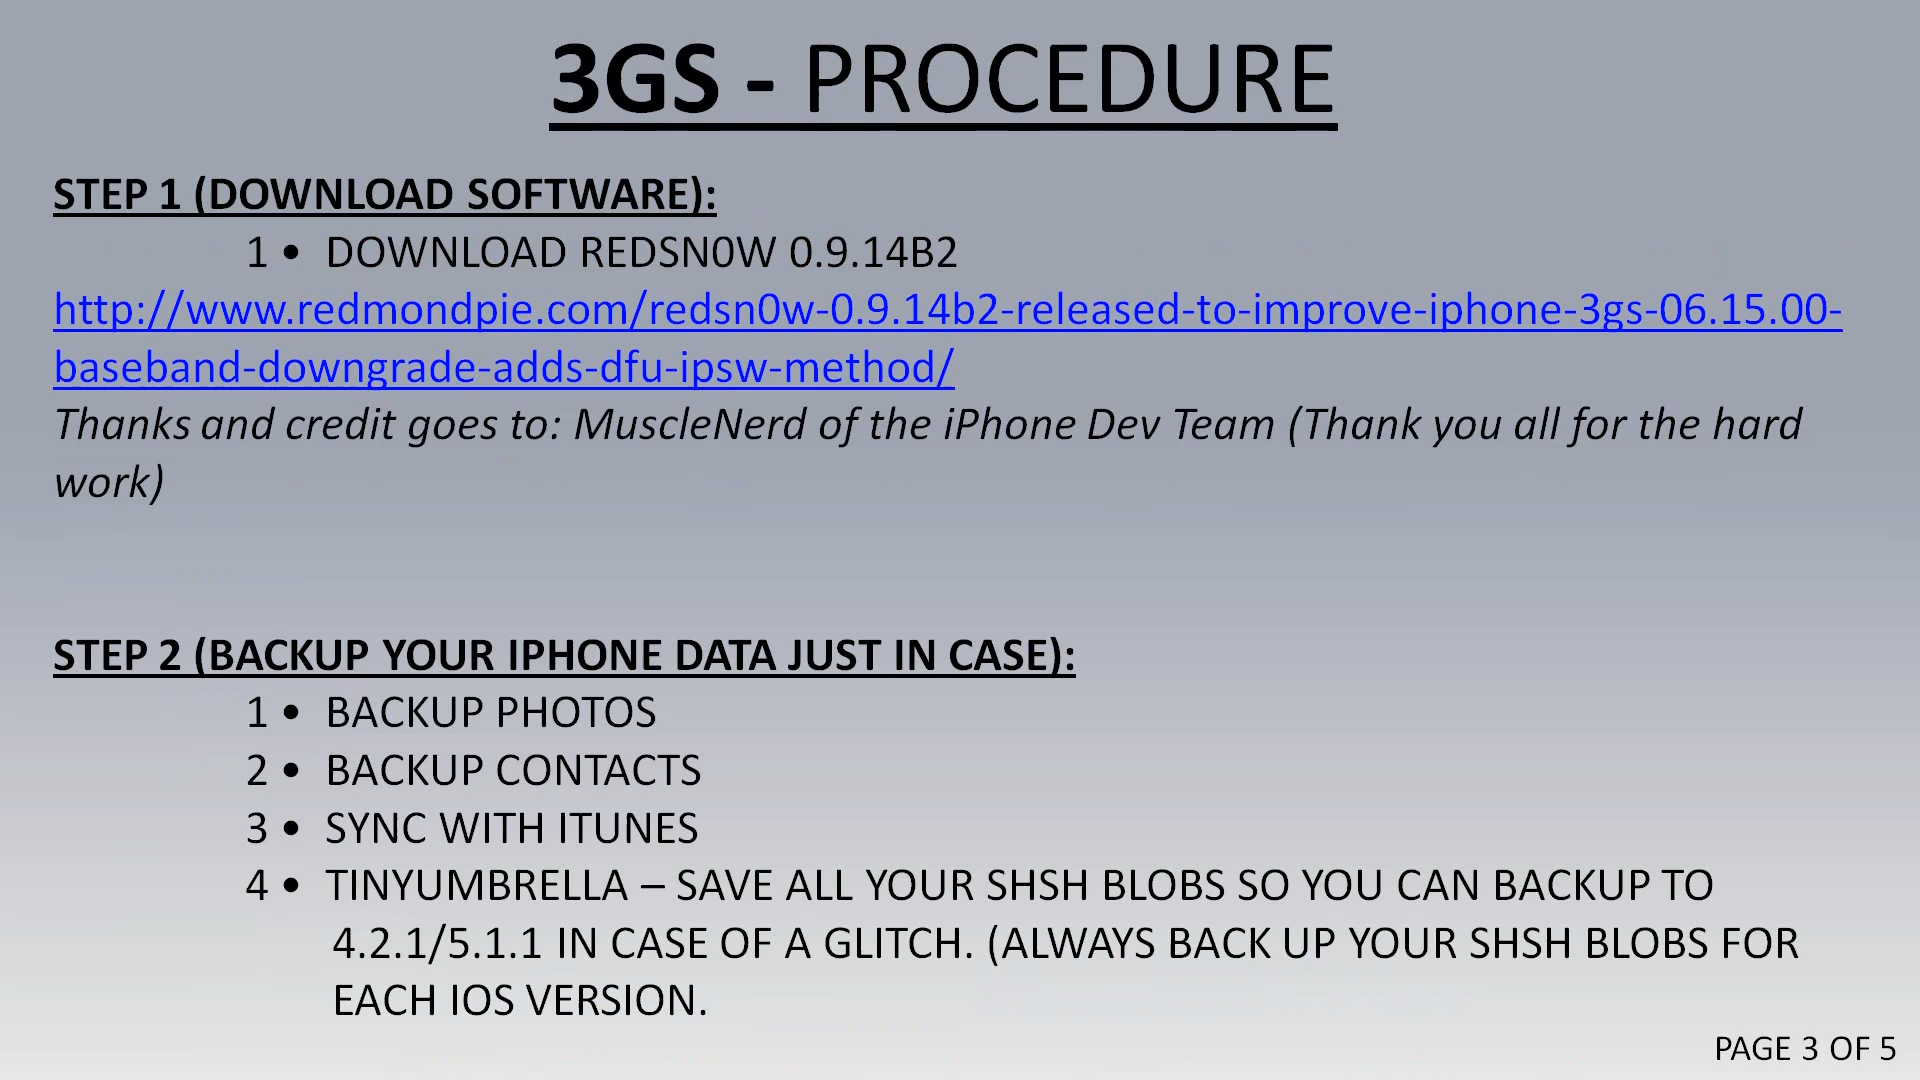 3GS - PROCEDURE
STEP 1 (DOWNLOAD SOFTWARE):
1 • DOWNLOAD REDSN0W 0.9.14B2
http://www.redmondpie.com/redsn0w-0.9.14b2-released-to-improve-iphone-3gs-06.15.00-
baseband-downgrade-adds-dfu-ipsw-method/
Thanks and credit goes to: MuscleNerd of the iPhone Dev Team (Thank you all for the hard
work)
STEP 2 (BACKUP YOUR IPHONE DATA JUST IN CASE):
1 • BACKUP PHOTOS
2 • BACKUP CONTACTS
3 • SYNC WITH ITUNES
4 • TINYUMBRELLA – SAVE ALL YOUR SHSH BLOBS SO YOU CAN BACKUP TO
4.2.1/5.1.1 IN CASE OF A GLITCH. (ALWAYS BACK UP YOUR SHSH BLOBS FOR
EACH IOS VERSION.
PAGE 3 OF 5